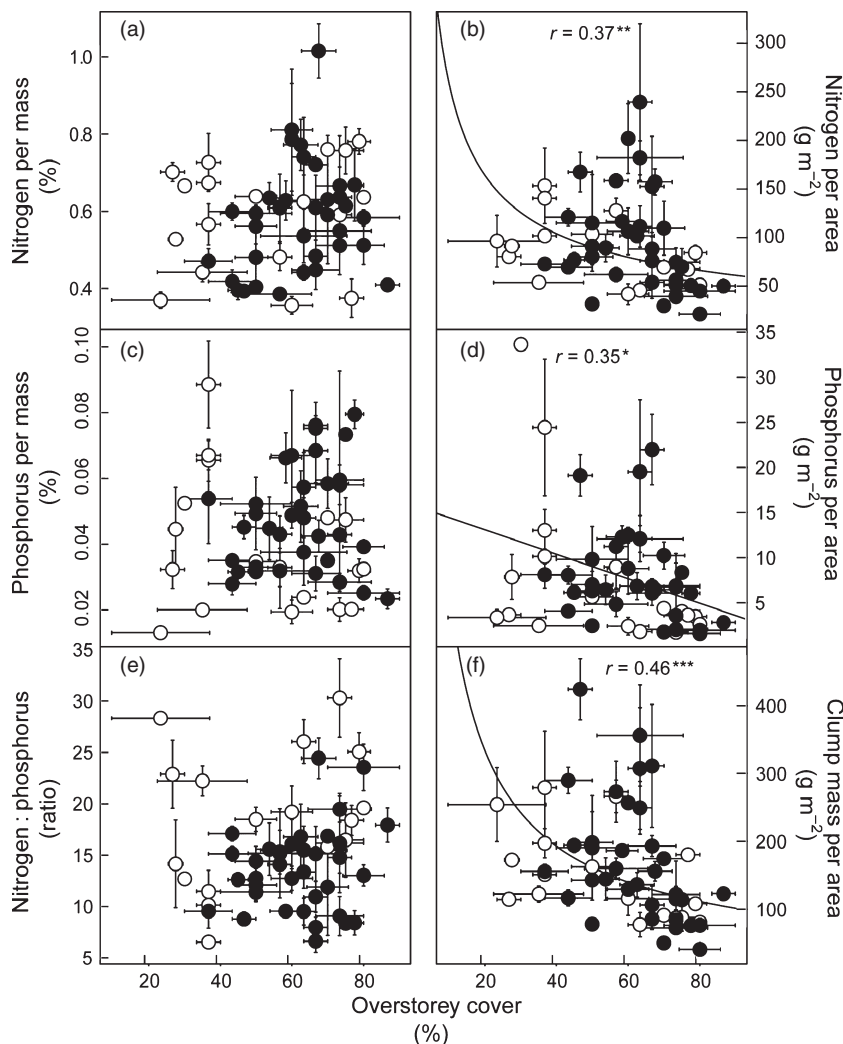 (a)
Nitrogen per mass
(%)
1.0
0.8
0.6
0.4
(b)
r = 0.37**
300
250
200
150
100
50
Nitrogen per area
(g m−2)
(c)
Phosphorus per mass
(%)
0.10
0.08
0.06
0.04
0.02
(d)
r = 0.35*
35
30
25
20
15
10
5
Phosphorus per area
(g m−2)
(e)
Nitrogen : phosphorus
(ratio)
35
30
25
20
15
10
5
(f)
r = 0.46***
400
300
200
100
Clump mass per area
(g m−2)
20 40 60 80 20 40 60 80
Overstorey cover
(%)